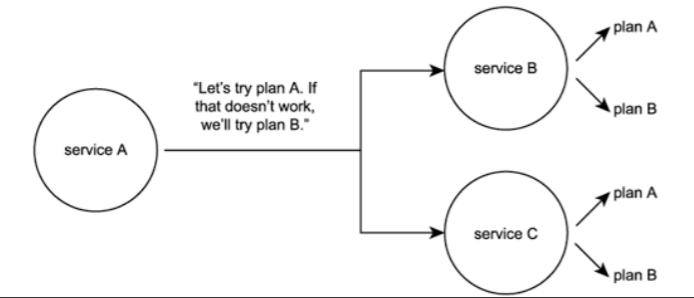 service A
“Let’s try plan A. If
that doesn’t work,
we’ll try plan B.”
service B
plan A
plan B
service C
plan A
plan B